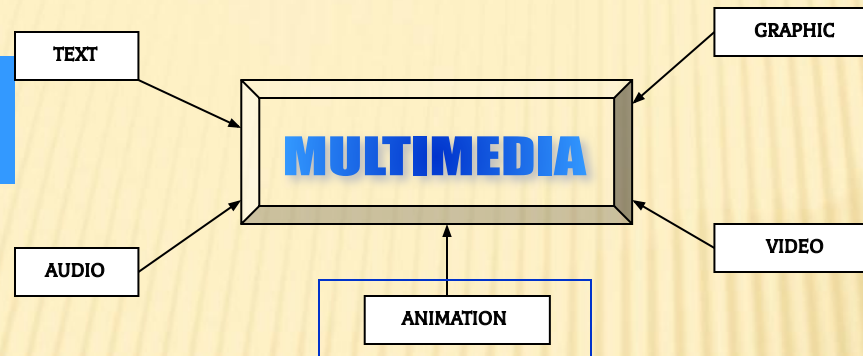 TEXT
GRAPHIC
MULTIMEDIA
AUDIO
VIDEO
ANIMATION